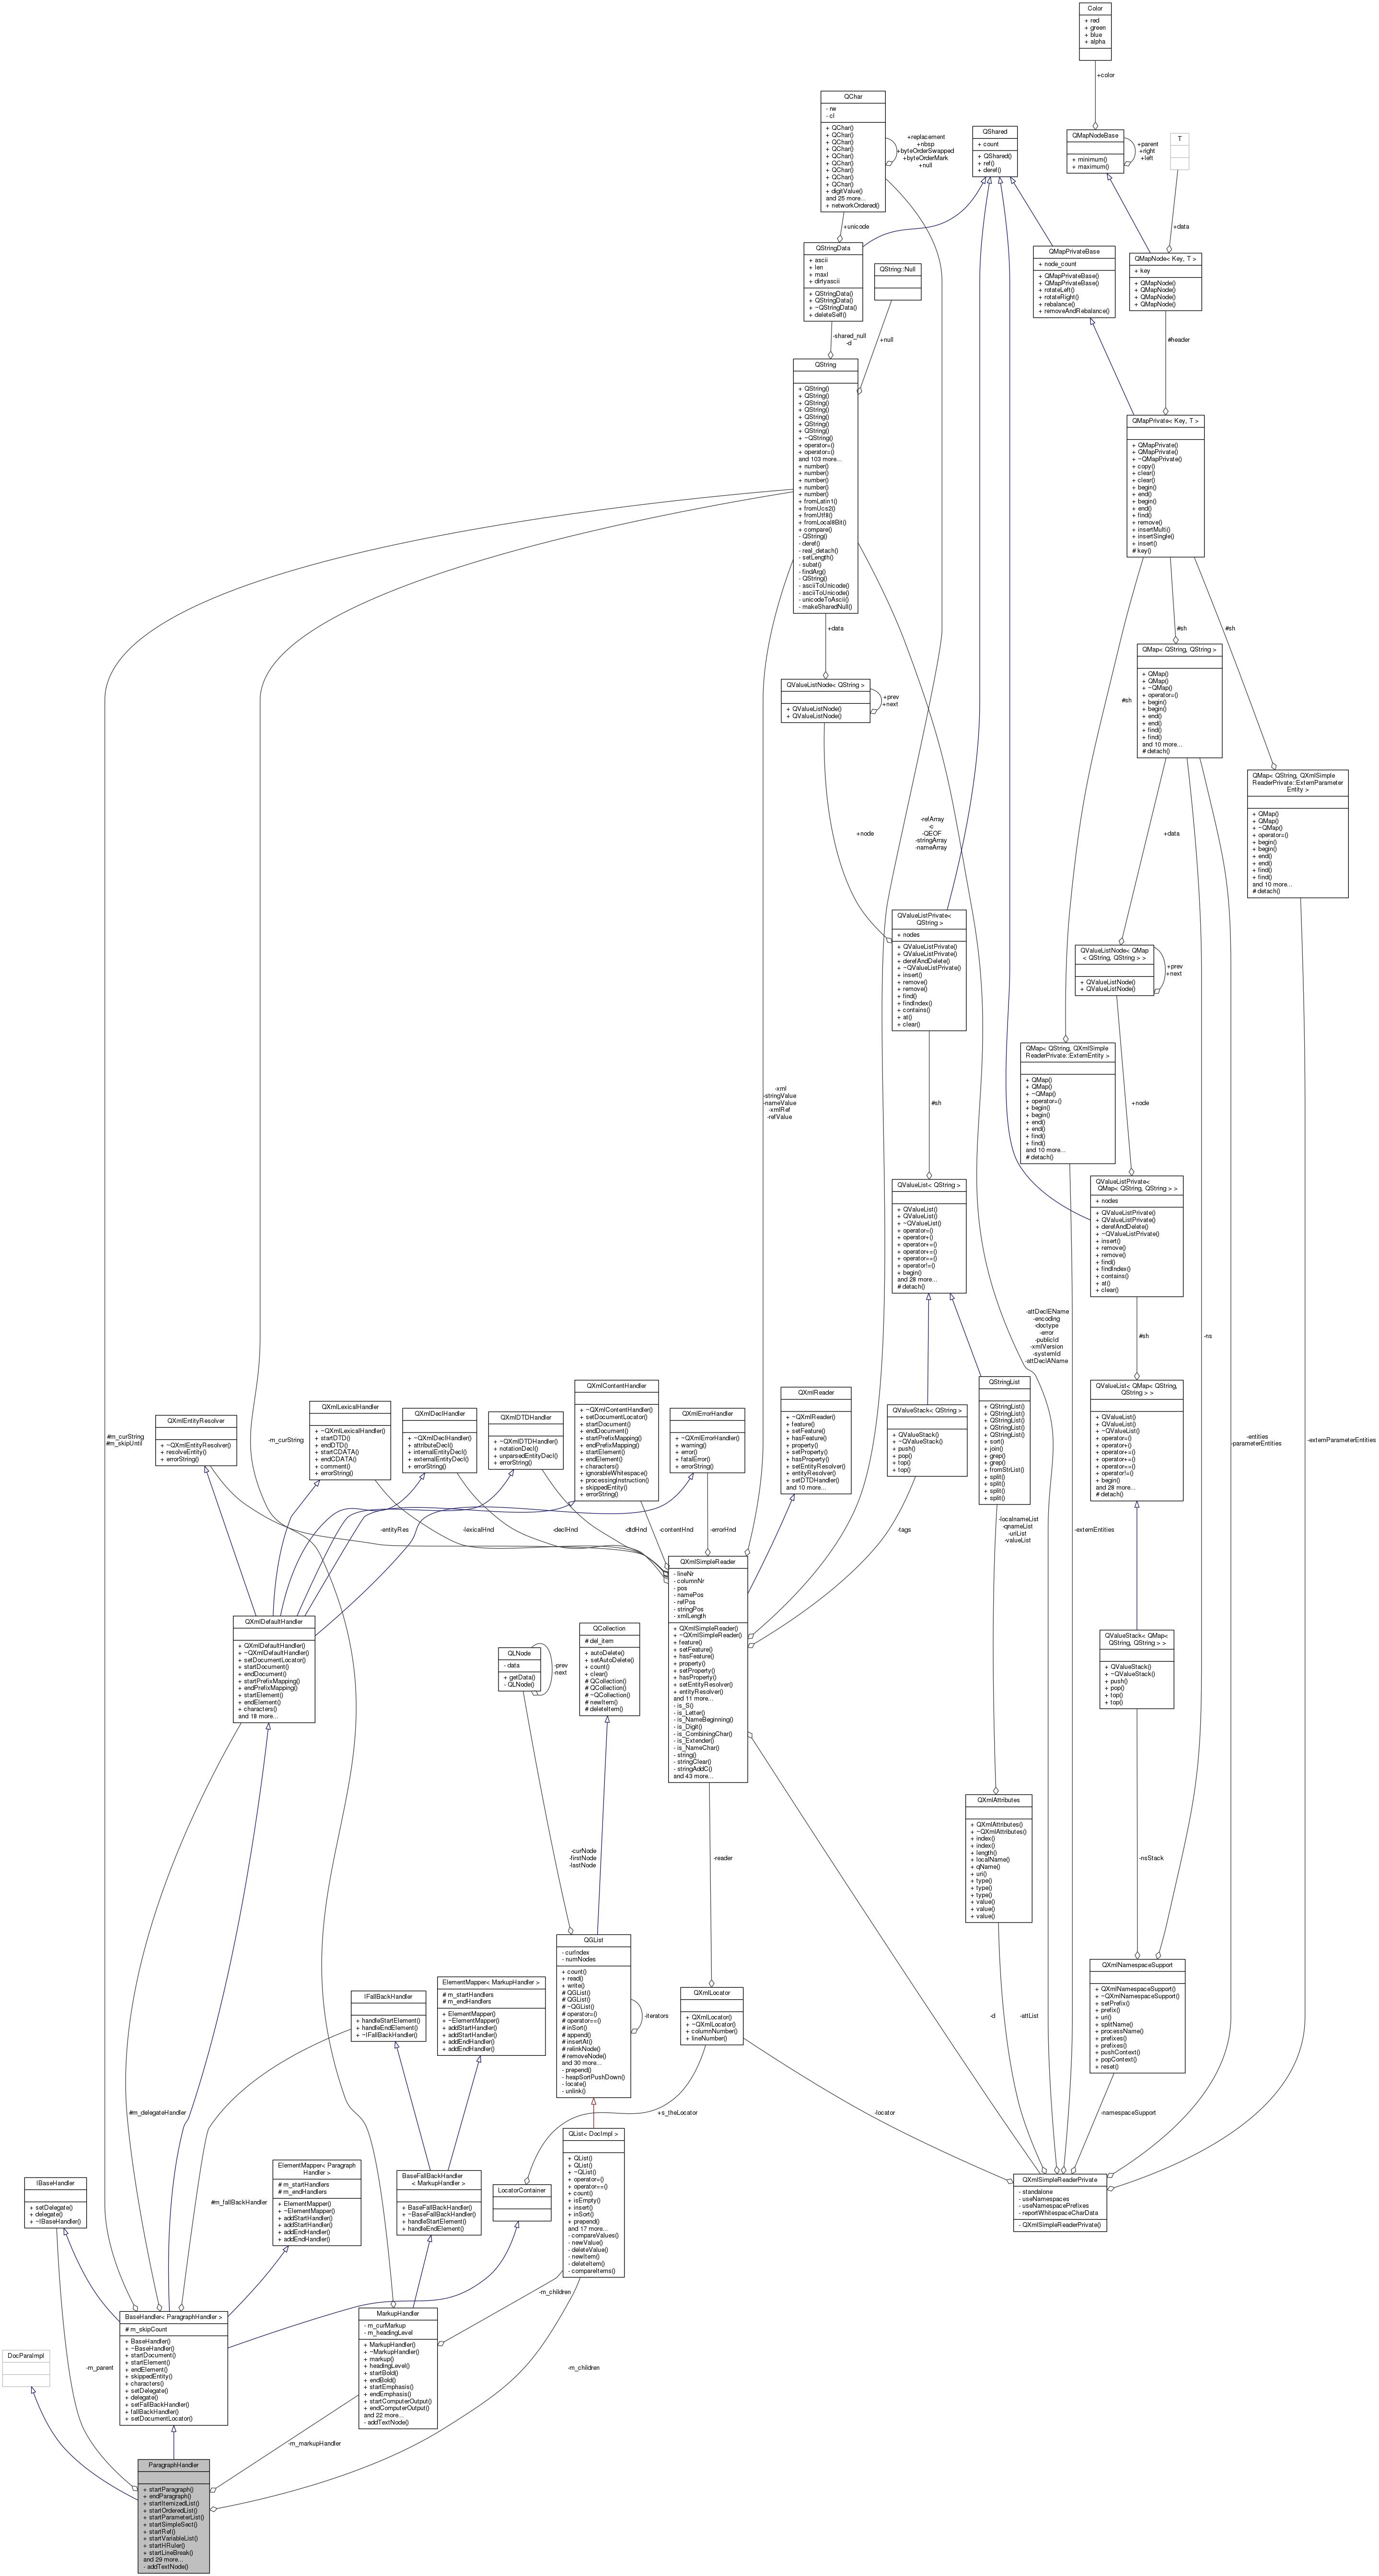 Color
+ red
+ green
+ blue
+ alpha
+color
QChar
- rw
- cl
+ QChar()
+ QChar()
+ QChar()
+ QChar()
+ QChar()
+ QChar()
+ QChar()
+ QChar()
+ QChar()
+ digitValue()
and 25 more...
+ networkOrdered()
+replacement
+nbsp
+byteOrderSwapped
+byteOrderMark
+null
QShared
+ count
+ QShared()
+ ref()
+ deref()
QMapNodeBase
+ minimum()
+ maximum()
+parent
+right
+left
T
+unicode
+data
QStringData
+ ascii
+ len
+ maxl
+ dirtyascii
+ QStringData()
+ QStringData()
+ ~QStringData()
+ deleteSelf()
QString::Null
QMapPrivateBase
+ node_count
+ QMapPrivateBase()
+ QMapPrivateBase()
+ rotateLeft()
+ rotateRight()
+ rebalance()
+ removeAndRebalance()
QMapNode< Key, T >
+ key
+ QMapNode()
+ QMapNode()
+ QMapNode()
+ QMapNode()
-shared_null
-d
+null
#header
QString
+ QString()
+ QString()
+ QString()
+ QString()
+ QString()
+ QString()
+ QString()
+ ~QString()
+ operator=()
+ operator=()
and 103 more...
+ number()
+ number()
+ number()
+ number()
+ number()
+ fromLatin1()
+ fromUcs2()
+ fromUtf8()
+ fromLocal8Bit()
+ compare()
- QString()
- deref()
- real_detach()
- setLength()
- subat()
- findArg()
- QString()
- asciiToUnicode()
- asciiToUnicode()
- unicodeToAscii()
- makeSharedNull()
QMapPrivate< Key, T >
+ QMapPrivate()
+ QMapPrivate()
+ ~QMapPrivate()
+ copy()
+ clear()
+ clear()
+ begin()
+ end()
+ begin()
+ end()
+ find()
+ remove()
+ insertMulti()
+ insertSingle()
+ insert()
# key()
+data
#sh
#sh
#sh
QMap< QString, QString >
+ QMap()
+ QMap()
+ ~QMap()
+ operator=()
+ begin()
+ begin()
+ end()
+ end()
+ find()
+ find()
and 10 more...
# detach()
QValueListNode< QString >
+ QValueListNode()
+ QValueListNode()
+prev
+next
QMap< QString, QXmlSimple
ReaderPrivate::ExternParameter
Entity >
+ QMap()
+ QMap()
+ ~QMap()
+ operator=()
+ begin()
+ begin()
+ end()
+ end()
+ find()
+ find()
and 10 more...
# detach()
+node
-refArray
-c
-QEOF
-stringArray
-nameArray
+data
QValueListPrivate<
QString >
+ nodes
+ QValueListPrivate()
+ QValueListPrivate()
+ derefAndDelete()
+ ~QValueListPrivate()
+ insert()
+ remove()
+ remove()
+ find()
+ findIndex()
+ contains()
+ at()
+ clear()
QValueListNode< QMap
< QString, QString > >
+ QValueListNode()
+ QValueListNode()
+prev
+next
QMap< QString, QXmlSimple
ReaderPrivate::ExternEntity >
+ QMap()
+ QMap()
+ ~QMap()
+ operator=()
+ begin()
+ begin()
+ end()
+ end()
+ find()
+ find()
and 10 more...
# detach()
-xml
-stringValue
-nameValue
-xmlRef
-refValue
#sh
+node
QValueList< QString >
+ QValueList()
+ QValueList()
+ ~QValueList()
+ operator=()
+ operator+()
+ operator+=()
+ operator+=()
+ operator==()
+ operator!=()
+ begin()
and 28 more...
# detach()
QValueListPrivate<
QMap< QString, QString > >
+ nodes
+ QValueListPrivate()
+ QValueListPrivate()
+ derefAndDelete()
+ ~QValueListPrivate()
+ insert()
+ remove()
+ remove()
+ find()
+ findIndex()
+ contains()
+ at()
+ clear()
-attDeclEName
-encoding
-doctype
-error
-publicId
-xmlVersion
-systemId
-attDeclAName
#sh
-ns
QXmlEntityResolver
+ ~QXmlEntityResolver()
+ resolveEntity()
+ errorString()
QXmlLexicalHandler
+ ~QXmlLexicalHandler()
+ startDTD()
+ endDTD()
+ startCDATA()
+ endCDATA()
+ comment()
+ errorString()
QXmlDeclHandler
+ ~QXmlDeclHandler()
+ attributeDecl()
+ internalEntityDecl()
+ externalEntityDecl()
+ errorString()
QXmlDTDHandler
+ ~QXmlDTDHandler()
+ notationDecl()
+ unparsedEntityDecl()
+ errorString()
QXmlContentHandler
+ ~QXmlContentHandler()
+ setDocumentLocator()
+ startDocument()
+ endDocument()
+ startPrefixMapping()
+ endPrefixMapping()
+ startElement()
+ endElement()
+ characters()
+ ignorableWhitespace()
+ processingInstruction()
+ skippedEntity()
+ errorString()
QXmlErrorHandler
+ ~QXmlErrorHandler()
+ warning()
+ error()
+ fatalError()
+ errorString()
QXmlReader
+ ~QXmlReader()
+ feature()
+ setFeature()
+ hasFeature()
+ property()
+ setProperty()
+ hasProperty()
+ setEntityResolver()
+ entityResolver()
+ setDTDHandler()
and 10 more...
QValueStack< QString >
+ QValueStack()
+ ~QValueStack()
+ push()
+ pop()
+ top()
+ top()
QStringList
+ QStringList()
+ QStringList()
+ QStringList()
+ QStringList()
+ QStringList()
+ sort()
+ join()
+ grep()
+ grep()
+ fromStrList()
+ split()
+ split()
+ split()
+ split()
QValueList< QMap< QString,
QString > >
+ QValueList()
+ QValueList()
+ ~QValueList()
+ operator=()
+ operator+()
+ operator+=()
+ operator+=()
+ operator==()
+ operator!=()
+ begin()
and 28 more...
# detach()
#m_curString
#m_skipUntil
-m_curString
-entities
-parameterEntities
-externParameterEntities
-entityRes
-lexicalHnd
-declHnd
-dtdHnd
-contentHnd
-errorHnd
-tags
-localnameList
-qnameList
-uriList
-valueList
-externEntities
QXmlSimpleReader
- lineNr
- columnNr
- pos
- namePos
- refPos
- stringPos
- xmlLength
+ QXmlSimpleReader()
+ ~QXmlSimpleReader()
+ feature()
+ setFeature()
+ hasFeature()
+ property()
+ setProperty()
+ hasProperty()
+ setEntityResolver()
+ entityResolver()
and 11 more...
- is_S()
- is_Letter()
- is_NameBeginning()
- is_Digit()
- is_CombiningChar()
- is_Extender()
- is_NameChar()
- string()
- stringClear()
- stringAddC()
and 43 more...
QXmlDefaultHandler
+ QXmlDefaultHandler()
+ ~QXmlDefaultHandler()
+ setDocumentLocator()
+ startDocument()
+ endDocument()
+ startPrefixMapping()
+ endPrefixMapping()
+ startElement()
+ endElement()
+ characters()
and 18 more...
QLNode
- data
+ getData()
- QLNode()
-prev
-next
QCollection
# del_item
+ autoDelete()
+ setAutoDelete()
+ count()
+ clear()
# QCollection()
# QCollection()
# ~QCollection()
# newItem()
# deleteItem()
QValueStack< QMap<
QString, QString > >
+ QValueStack()
+ ~QValueStack()
+ push()
+ pop()
+ top()
+ top()
QXmlAttributes
+ QXmlAttributes()
+ ~QXmlAttributes()
+ index()
+ index()
+ length()
+ localName()
+ qName()
+ uri()
+ type()
+ type()
+ type()
+ value()
+ value()
+ value()
-curNode
-firstNode
-lastNode
-reader
-nsStack
QGList
- curIndex
- numNodes
+ count()
+ read()
+ write()
# QGList()
# QGList()
# ~QGList()
# operator=()
# operator==()
# inSort()
# append()
# insertAt()
# relinkNode()
# removeNode()
and 30 more...
- prepend()
- heapSortPushDown()
- locate()
- unlink()
-iterators
IFallBackHandler
+ handleStartElement()
+ handleEndElement()
+ ~IFallBackHandler()
ElementMapper< MarkupHandler >
# m_startHandlers
# m_endHandlers
+ ElementMapper()
+ ~ElementMapper()
+ addStartHandler()
+ addStartHandler()
+ addEndHandler()
+ addEndHandler()
QXmlLocator
+ QXmlLocator()
+ ~QXmlLocator()
+ columnNumber()
+ lineNumber()
QXmlNamespaceSupport
+ QXmlNamespaceSupport()
+ ~QXmlNamespaceSupport()
+ setPrefix()
+ prefix()
+ uri()
+ splitName()
+ processName()
+ prefixes()
+ prefixes()
+ pushContext()
+ popContext()
+ reset()
-d
-attList
#m_delegateHandler
+s_theLocator
-locator
-namespaceSupport
QList< DocImpl >
+ QList()
+ QList()
+ ~QList()
+ operator=()
+ operator==()
+ count()
+ isEmpty()
+ insert()
+ inSort()
+ prepend()
and 17 more...
- compareValues()
- newValue()
- deleteValue()
- newItem()
- deleteItem()
- compareItems()
IBaseHandler
+ setDelegate()
+ delegate()
+ ~IBaseHandler()
ElementMapper< Paragraph
Handler >
# m_startHandlers
# m_endHandlers
+ ElementMapper()
+ ~ElementMapper()
+ addStartHandler()
+ addStartHandler()
+ addEndHandler()
+ addEndHandler()
#m_fallBackHandler
BaseFallBackHandler
< MarkupHandler >
+ BaseFallBackHandler()
+ ~BaseFallBackHandler()
+ handleStartElement()
+ handleEndElement()
LocatorContainer
QXmlSimpleReaderPrivate
- standalone
- useNamespaces
- useNamespacePrefixes
- reportWhitespaceCharData
- QXmlSimpleReaderPrivate()
-m_children
BaseHandler< ParagraphHandler >
# m_skipCount
+ BaseHandler()
+ ~BaseHandler()
+ startDocument()
+ startElement()
+ endElement()
+ skippedEntity()
+ characters()
+ setDelegate()
+ delegate()
+ setFallBackHandler()
+ fallBackHandler()
+ setDocumentLocator()
MarkupHandler
- m_curMarkup
- m_headingLevel
+ MarkupHandler()
+ ~MarkupHandler()
+ markup()
+ headingLevel()
+ startBold()
+ endBold()
+ startEmphasis()
+ endEmphasis()
+ startComputerOutput()
+ endComputerOutput()
and 22 more...
- addTextNode()
DocParaImpl
-m_parent
-m_children
-m_markupHandler
ParagraphHandler
+ startParagraph()
+ endParagraph()
+ startItemizedList()
+ startOrderedList()
+ startParameterList()
+ startSimpleSect()
+ startRef()
+ startVariableList()
+ startHRuler()
+ startLineBreak()
and 29 more...
- addTextNode()